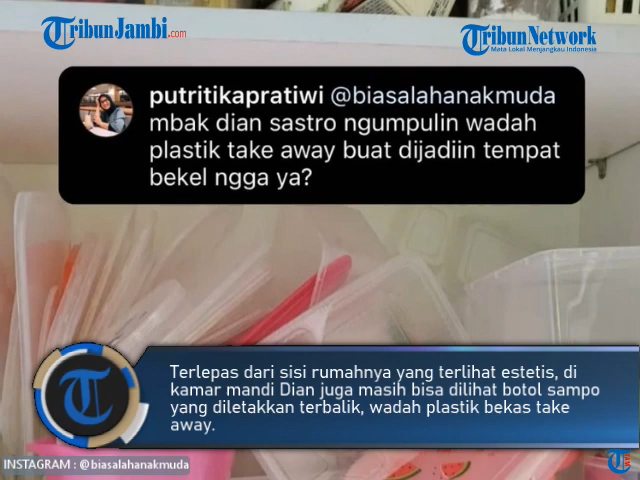 TribunJambi.com
TribunNetwork
Mata Lokal Menjangkau Indonesia
putritikapratiwi @biasalahanakmuda
mbak dian sastro ngumpulin wadah
plastik take away buat dijadiin tempat
bekel ngga ya?
Terlepas dari sisi rumahnya yang terlihat estetis, di
kamar mandi Dian juga masih bisa dilihat botol sampo
yang diletakkan terbalik, wadah plastik bekas take
away.
INSTAGRAM : @biasalahanakmuda